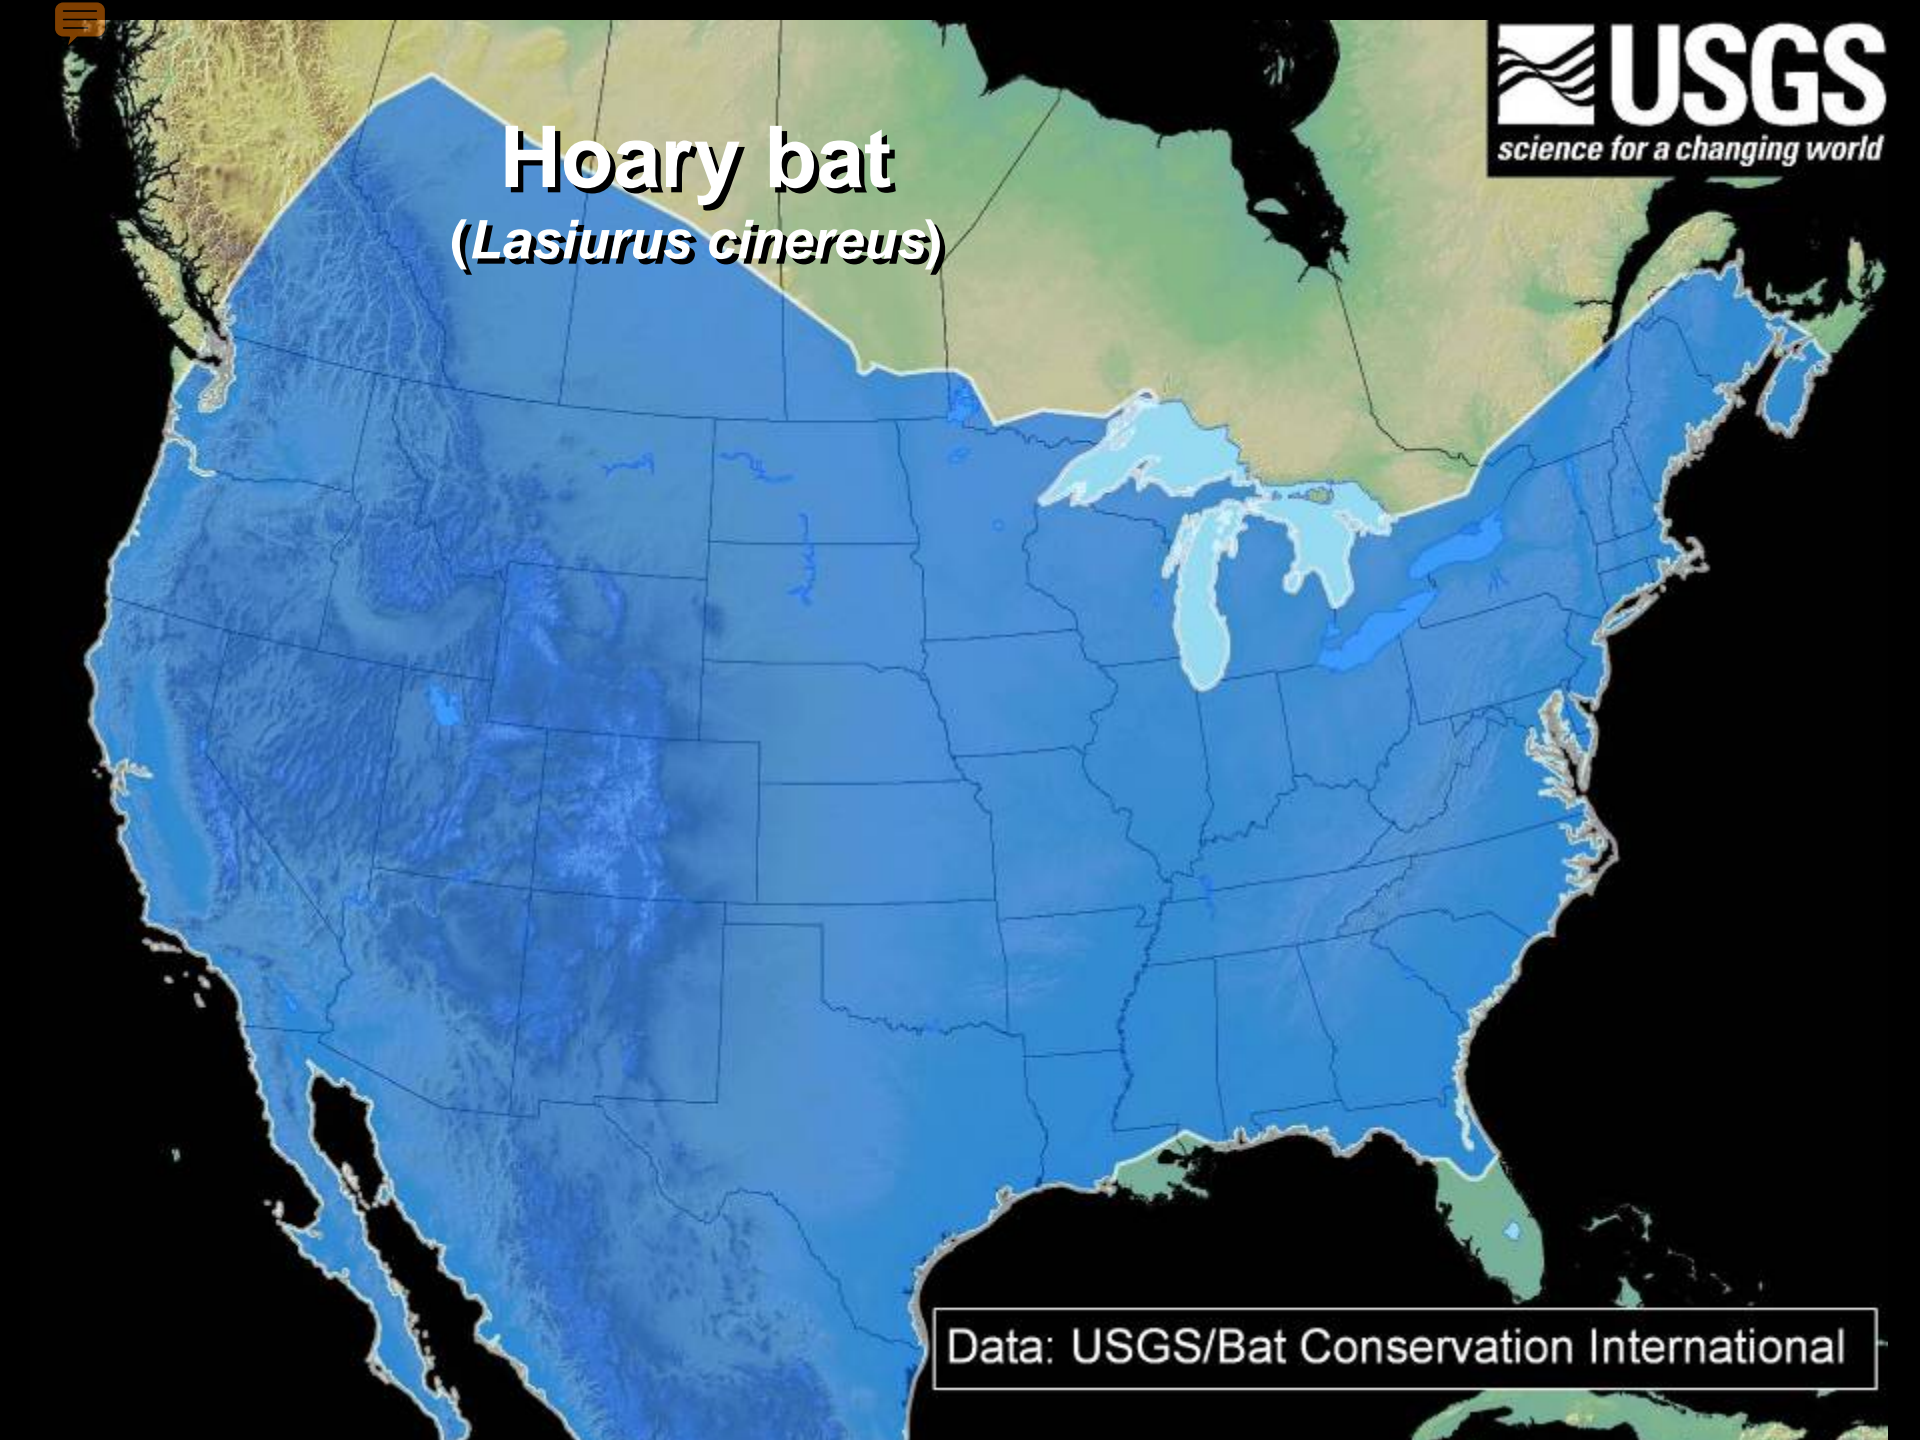 USGS
science for a changing world
Hoary bat
(Lasiurus cinereus)
Data: USGS/Bat Conservation International